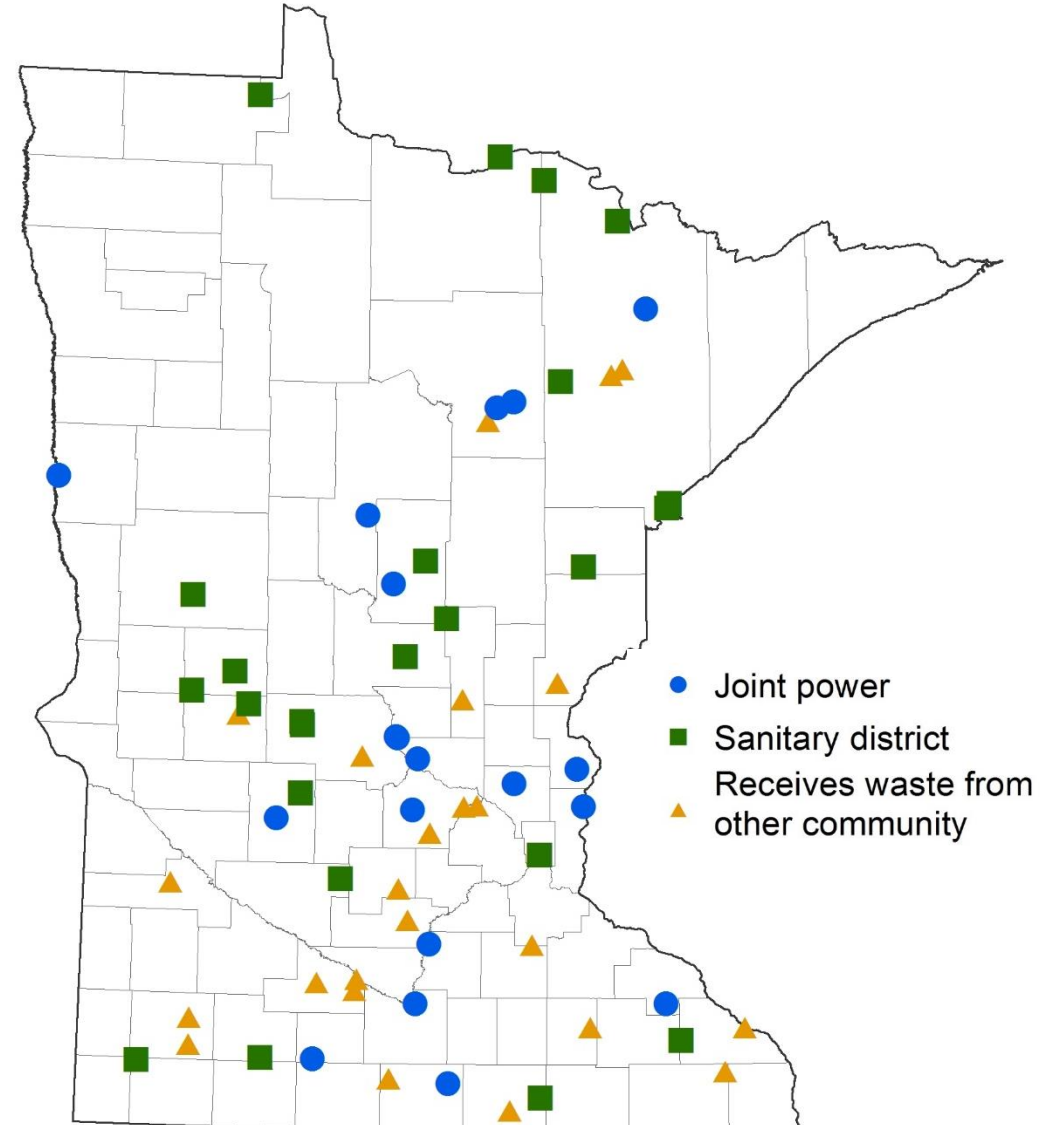 Joint power
Sanitary district
Receives waste from
other community